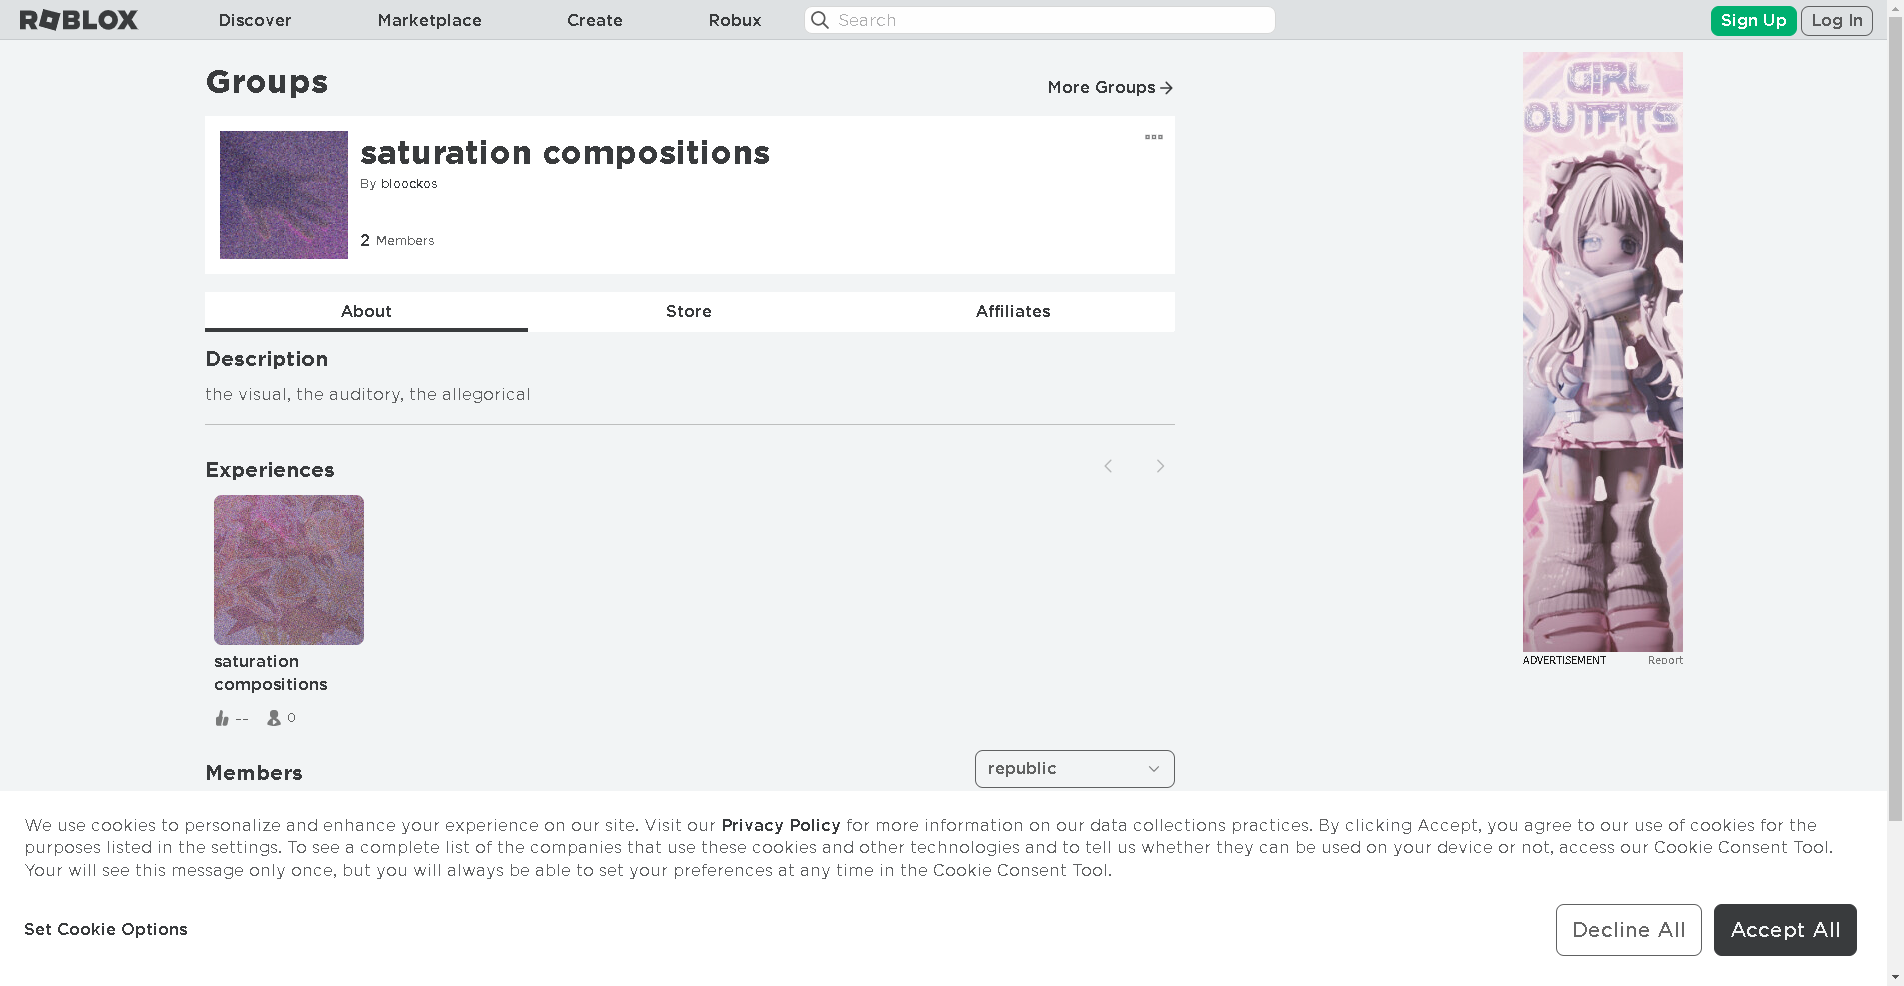 ROBLOX
Discover
Marketplace
Create
Robux
Search
Sign Up
Log In
Groups
More Groups
saturation compositions
By bloockos
2 Members
About
Store
Affiliates
Description
the visual, the auditory, the allegorical
Experiences
saturation
compositions
--
0
Members
republic
GIRL
OUTFITS
ADVERTISEMENT
Report
We use cookies to personalize and enhance your experience on our site. Visit our Privacy Policy for more information on our data collections practices. By clicking Accept, you agree to our use of cookies for the
purposes listed in the settings. To see a complete list of the companies that use these cookies and other technologies and to tell us whether they can be used on your device or not, access our Cookie Consent Tool.
Your will see this message only once, but you will always be able to set your preferences at any time in the Cookie Consent Tool.
Set Cookie Options
Decline All
Accept All